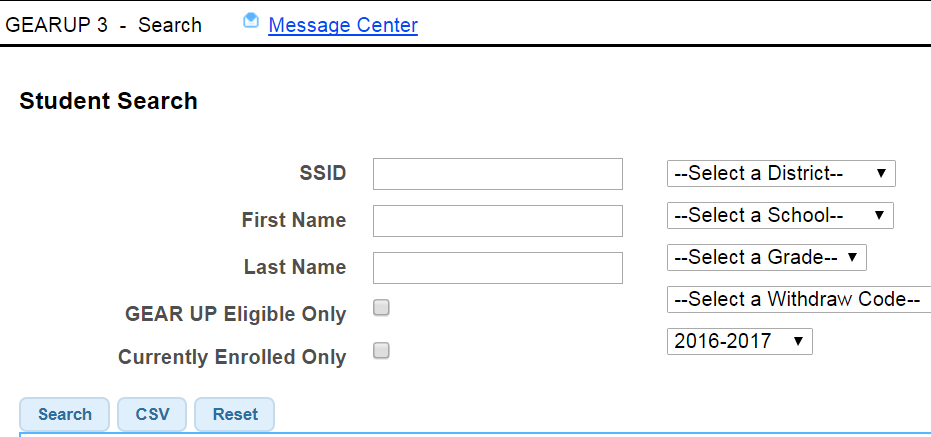 GEARUP 3 - Search Message Center
Student Search
SSID --Select a District--
First Name --Select a School--
Last Name --Select a Grade--
GEAR UP Eligible Only --Select a Withdraw Code--
Currently Enrolled Only 2016-2017
Search CSV Reset